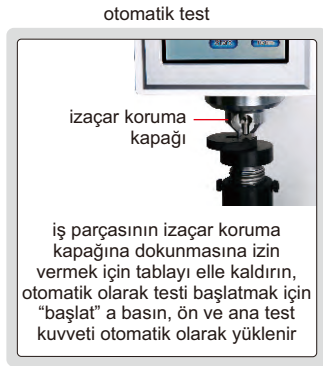 otomatik test
izaçar koruma
kapağı
iş parçasının izaçar koruma
kapağına dokunmasına izin
vermek için tablayı elle kaldırın,
otomatik olarak testi başlatmak için
“başlat” a basın, ön ve ana test
kuvveti otomatik olarak yüklenir